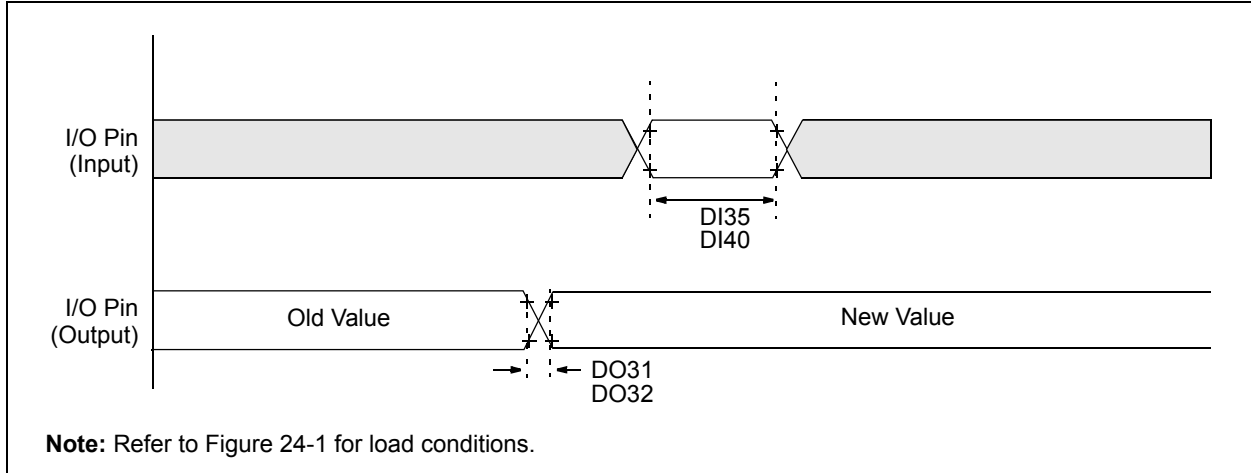 I/O Pin
(Input)
DI35
DI40
I/O Pin
(Output)
Old Value
New Value
DO31
DO32
Note: Refer to Figure 24-1 for load conditions.